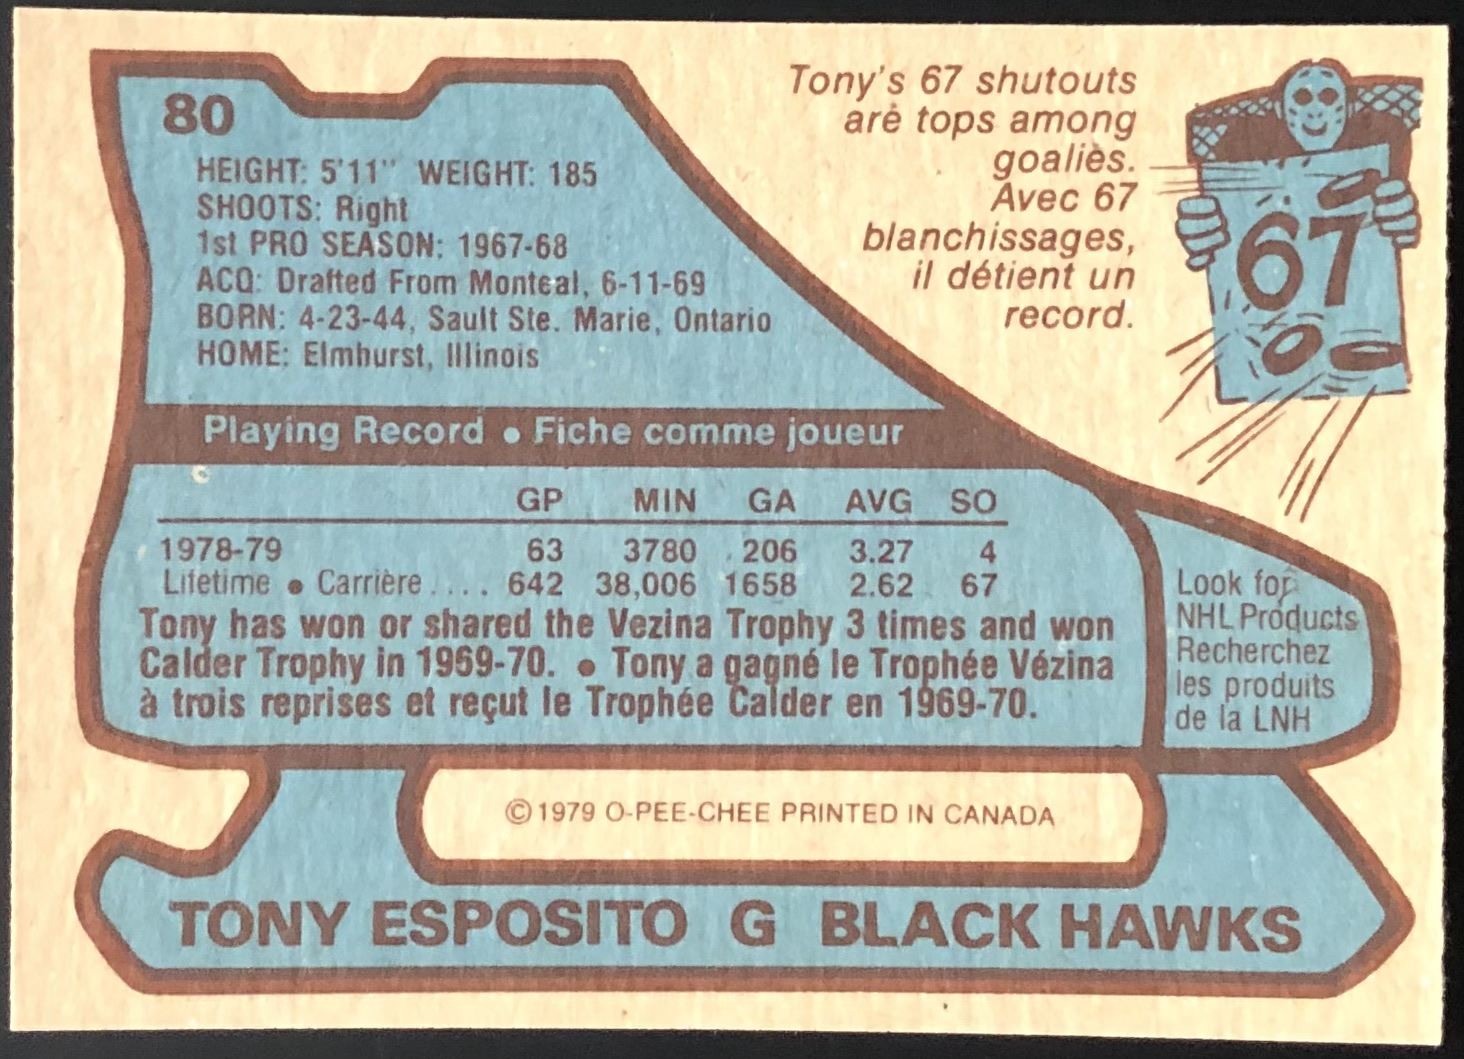 80
HEIGHT: 5'11" WEIGHT: 185
SHOOTS: Right
1st PRO SEASON: 1967-68
ACQ: Drafted From Monteal, 6-11-69
BORN: 4-23-44, Sault Ste. Marie, Ontario
HOME: Elmhurst, Illinois
Tony's 67 shutouts
are tops among
goalies.
Avec 67
blanchissages,
il détient un
record.
67
Playing Record • Fiche comme joueur
GP MIN GA AVG SO
1978-79 63 3780 206 3.27 4
Lifetime • Carrière .... 642 38,006 1658 2.62 67
Tony has won or shared the Vezina Trophy 3 times and won
Calder Trophy in 1969-70. • Tony a gagné le Trophée Vézina
à trois reprises et reçut le Trophée Calder en 1969-70.
Look for
NHL Products
Recherchez
les produits
de la LNH
© 1979 O-PEE-CHEE PRINTED IN CANADA
TONY ESPOSITO G BLACK HAWKS